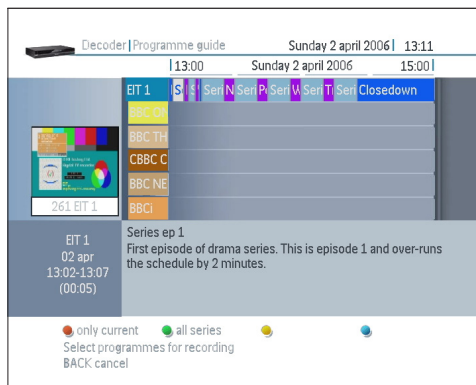 Decoder | Programme guide Sunday 2 april 2006 | 13:11
13:00 Sunday 2 april 2006 15:00
EIT 1 S S Seri N Seri P Seri V Seri T Seri Closedown
BBC TH
CBBC C
BBC NE
BBCi
261 EIT 1
EIT 1
02 apr
13:02-13:07
(00:05)
Series ep 1
First episode of drama series. This is episode 1 and over-runs
the schedule by 2 minutes.
only current all series
Select programmes for recording
BACK cancel